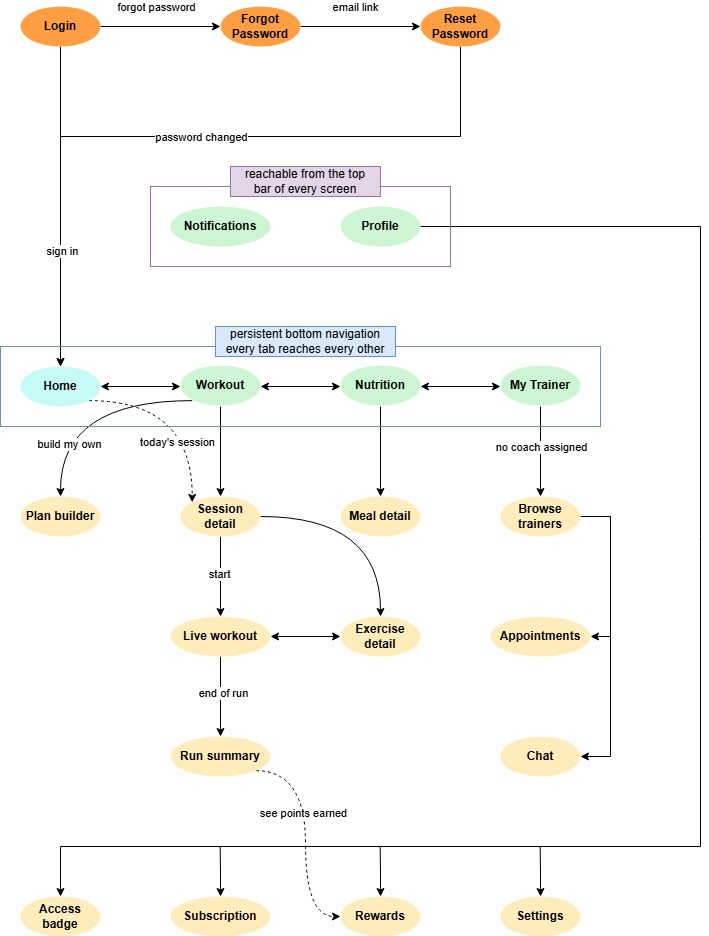 forgot password
email link
Login
Forgot
Password
Reset
Password
password changed
reachable from the top
bar of every screen
Notifications
Profile
sign in
persistent bottom navigation
every tab reaches every other
Home
Workout
Nutrition
My Trainer
build my own
today's session
no coach assigned
Plan builder
Session
detail
Meal detail
Browse
trainers
start
Live workout
Exercise
detail
Appointments
end of run
Run summary
Chat
see points earned
Access
badge
Subscription
Rewards
Settings